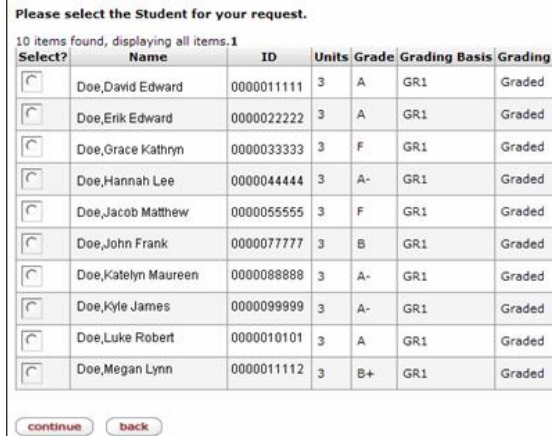 Please select the Student for your request.
10 items found, displaying all items.1
Select? Name ID Units Grade Grading Basis Grading
Doe,David Edward 0000011111 3 A GR1 Graded
Doe,Erik Edward 0000022222 3 A GR1 Graded
Doe,Grace Kathryn 0000033333 3 F GR1 Graded
Doe,Hannah Lee 0000044444 3 A- GR1 Graded
Doe,Jacob Matthew 0000055555 3 F GR1 Graded
Doe,John Frank 0000077777 3 B GR1 Graded
Doe,Katelyn Maureen 0000088888 3 A- GR1 Graded
Doe,Kyle James 0000099999 3 A- GR1 Graded
Doe,Luke Robert 0000010101 3 A GR1 Graded
Doe,Megan Lynn 0000011112 3 B+ GR1 Graded
continue back